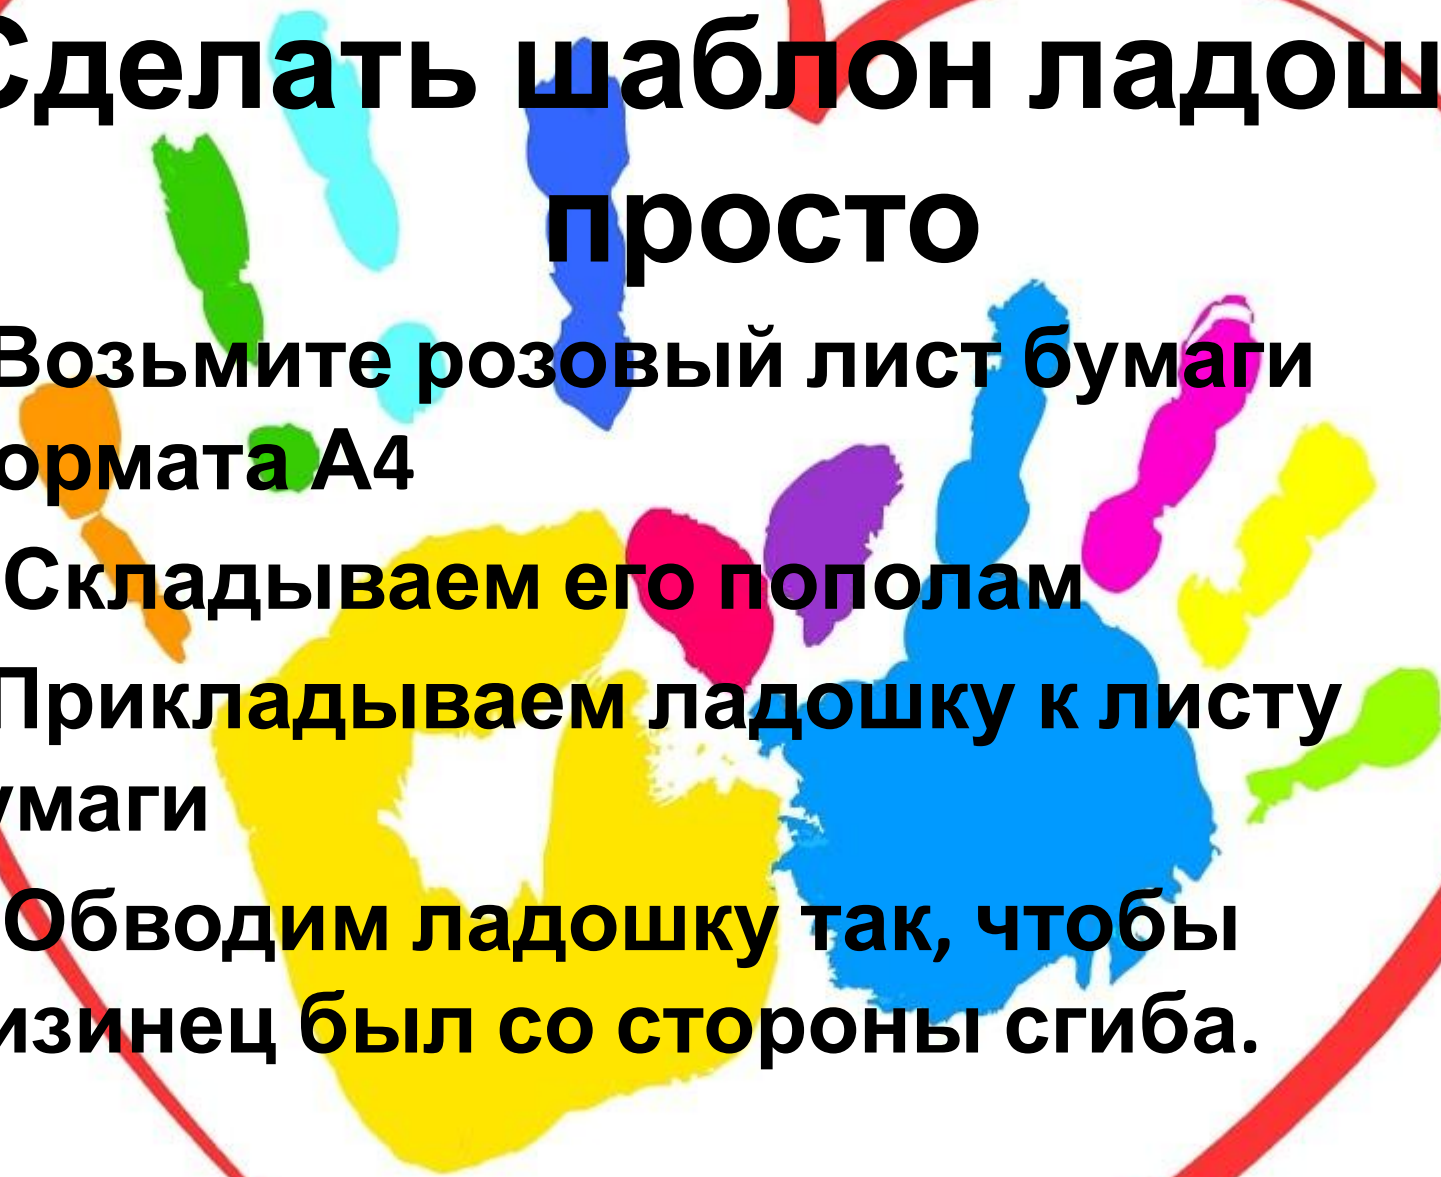 Сделать шаблон ладош
просто
Возьмите розовый лист бумаги
ормата А4
Складываем его пополам
Прикладываем ладошку к листу
умаги
Обводим ладошку так, чтобы
изинец был со стороны сгиба.